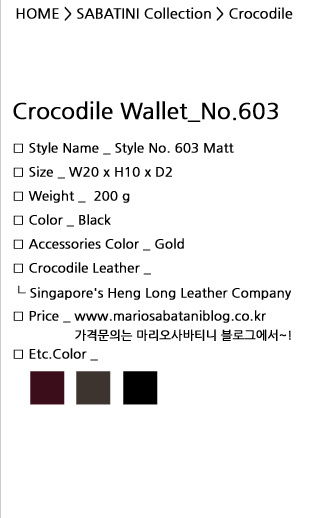 HOME > SABATINI Collection > Crocodile
Crocodile Wallet_No.603
□ Style Name _ Style No. 603 Matt
□ Size _ W20 x H10 x D2
□ Weight _ 200 g
□ Color _ Black
□ Accessories Color _ Gold
□ Crocodile Leather _
└ Singapore's Heng Long Leather Company
□ Price _ www.mariosabataniblog.co.kr
가격문의는 마리오사바티니 블로그에서~!
□ Etc.Color _